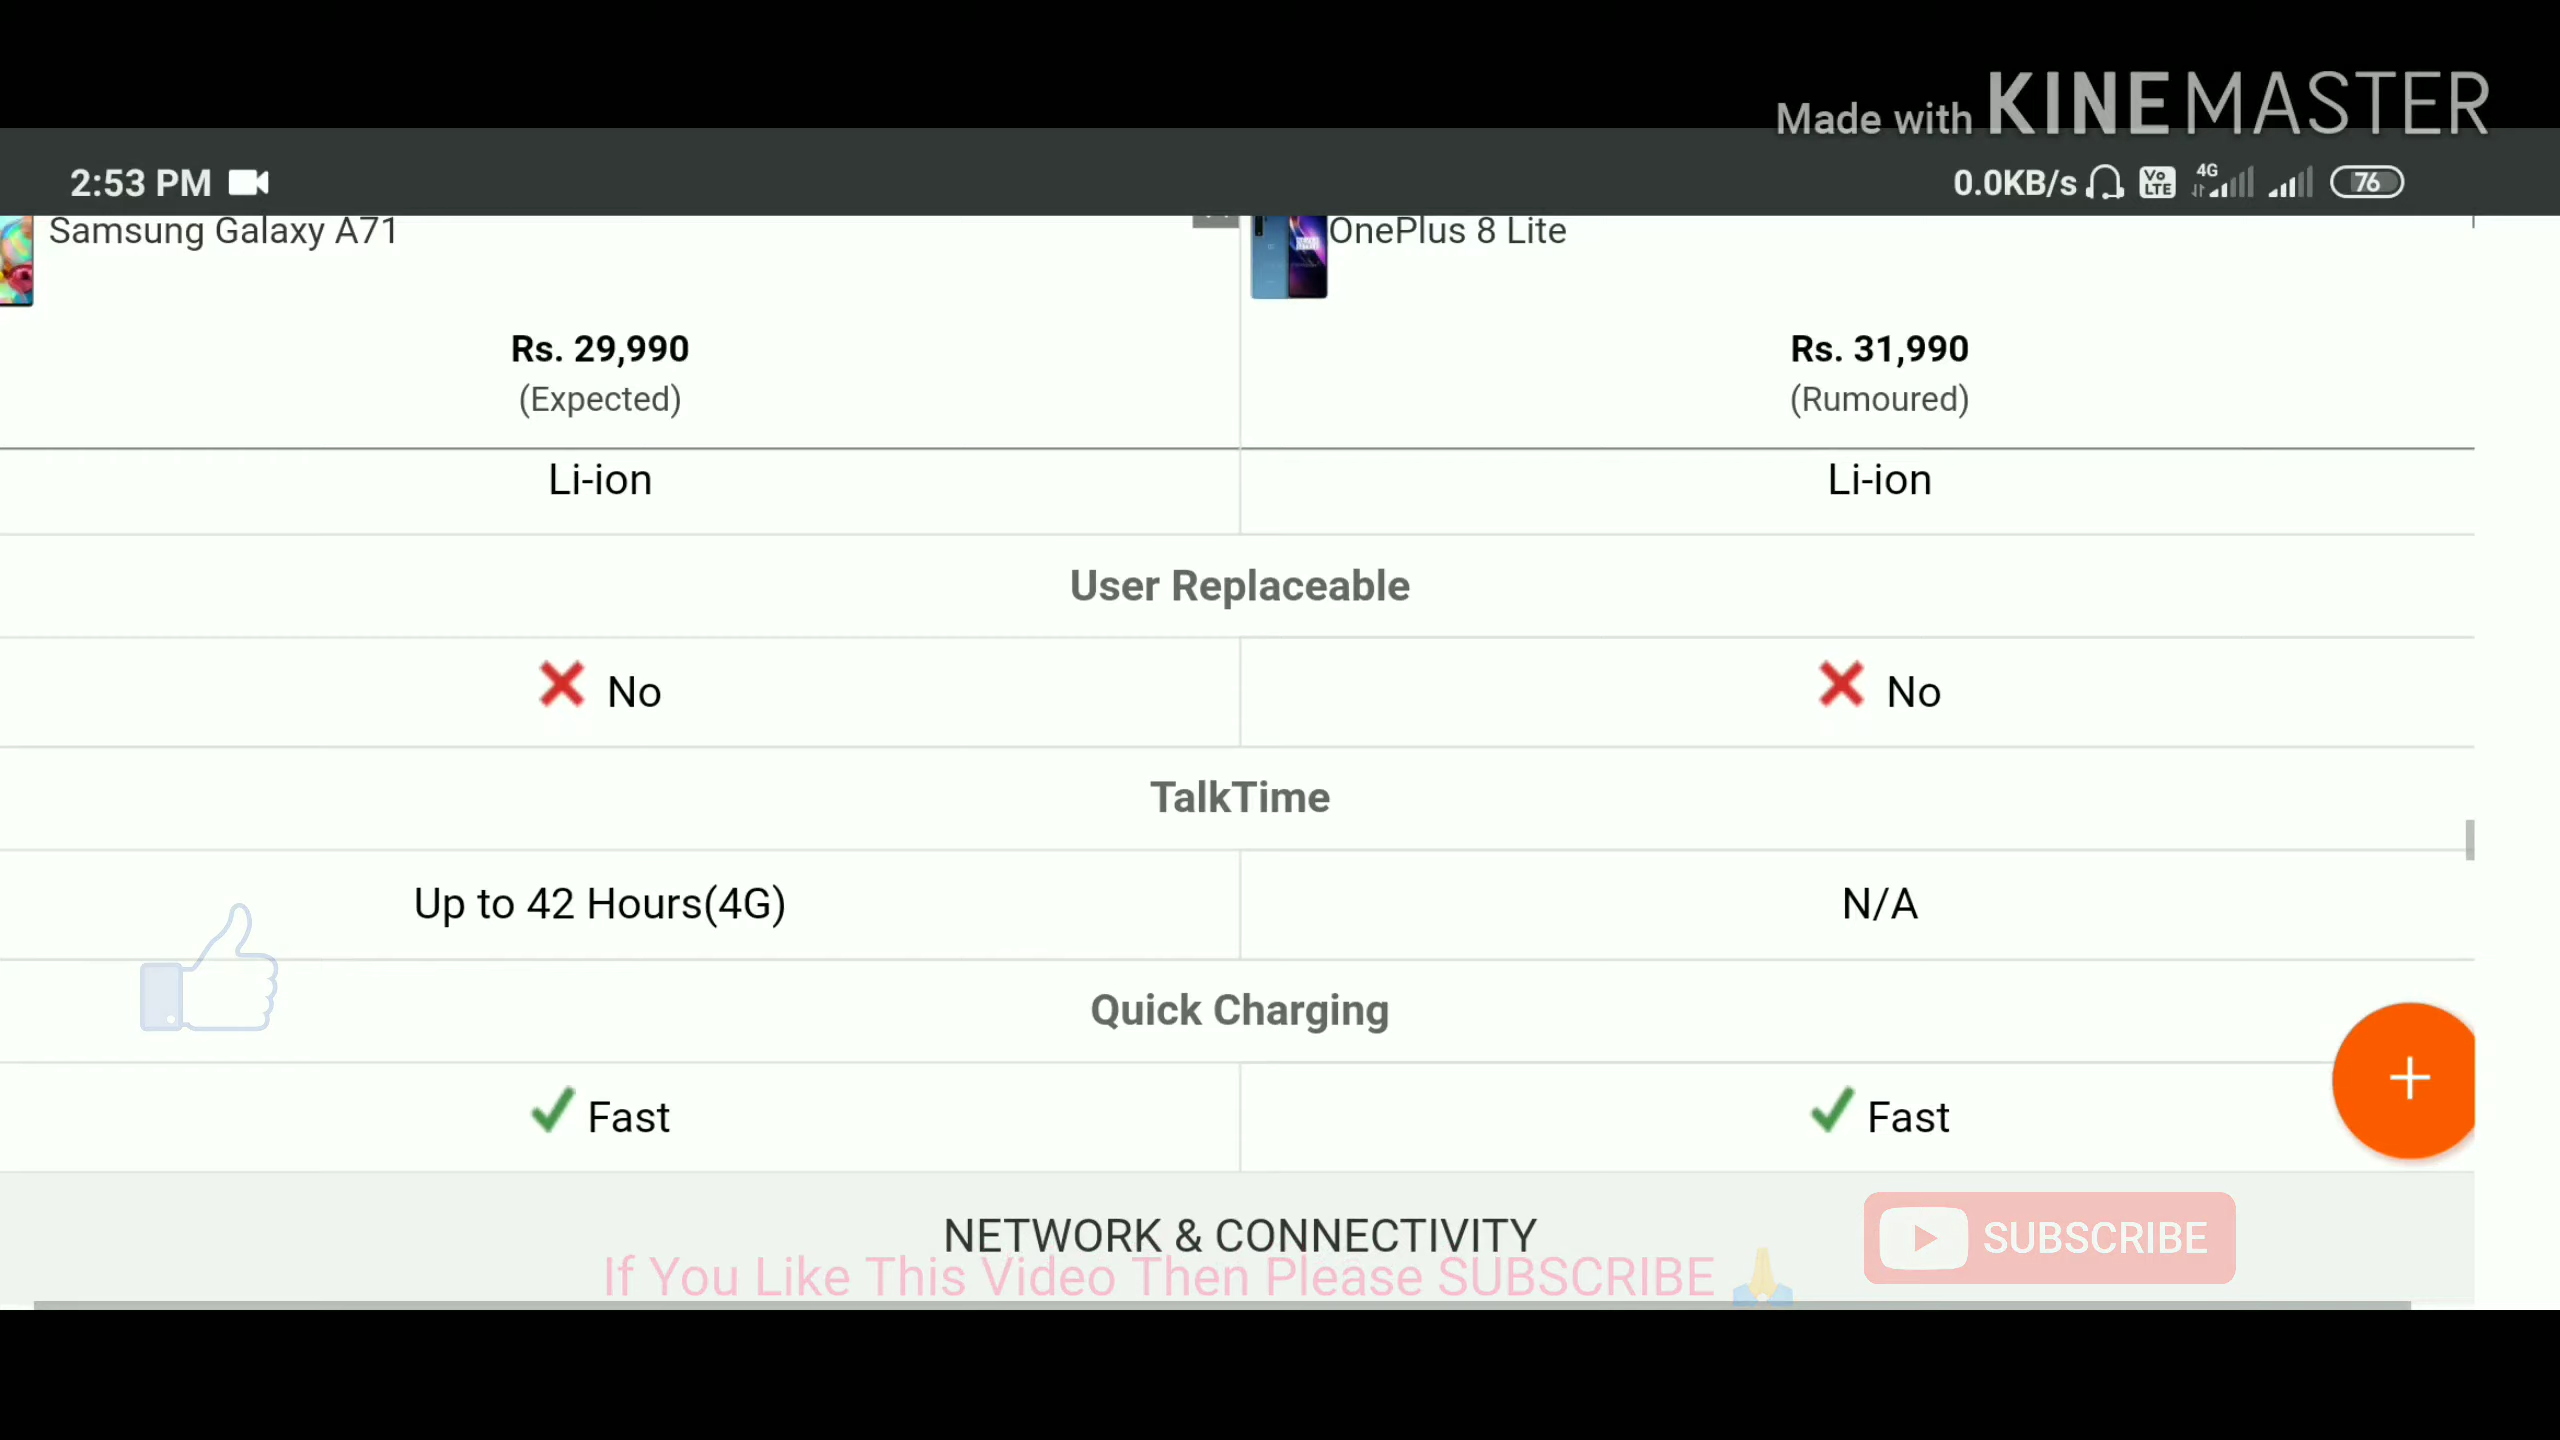 Made with KINEMASTER
2:53 PM 0.0KB/s Vo LTE 4G 76
Samsung Galaxy A71 OnePlus 8 Lite
Rs. 29,990 Rs. 31,990
(Expected) (Rumoured)
Li-ion Li-ion
User Replaceable
No No
TalkTime
Up to 42 Hours(4G) N/A
Quick Charging
Fast Fast
NETWORK & CONNECTIVITY
SUBSCRIBE
If You Like This Video Then Please SUBSCRIBE 🙏